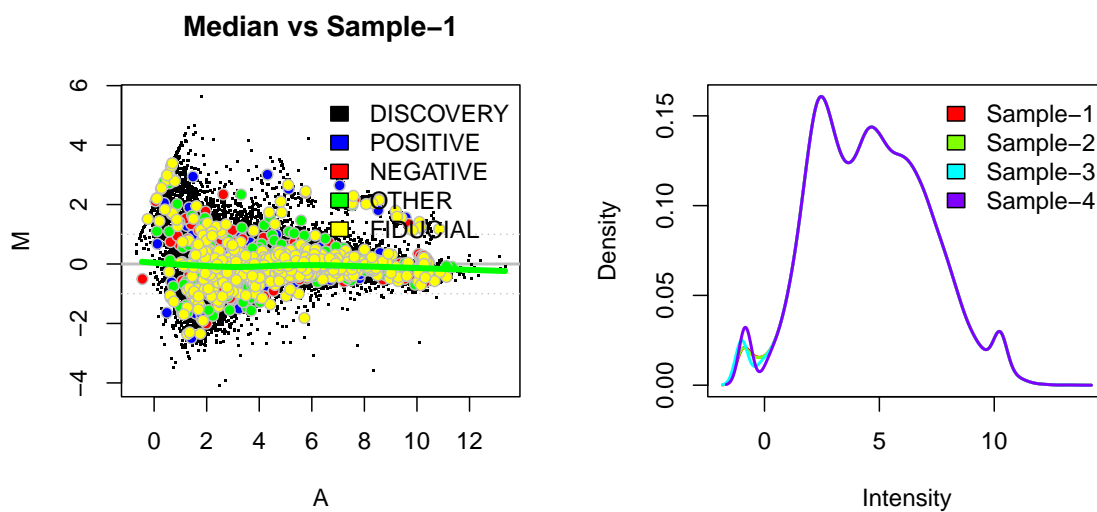 Median vs Sample−1
M
6
4
2
0
−2
−4
DISCOVERY
POSITIVE
NEGATIVE
OTHER
FIDUCIAL
0 2 4 6 8 10 12
A
Density
0.15
0.10
0.05
0.00
Sample−1
Sample−2
Sample−3
Sample−4
0 5 10
Intensity